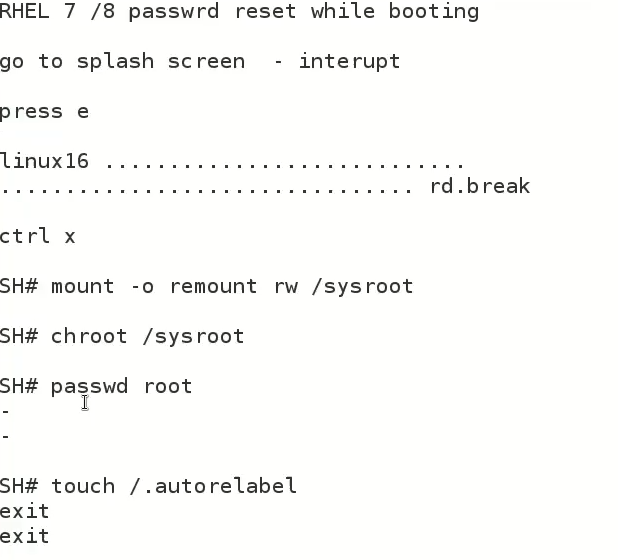 RHEL 7 /8 passwrd reset while booting
go to splash screen  - interupt
press e
linux16 ............................
................................ rd.break
ctrl x
SH# mount -o remount rw /sysroot
SH# chroot /sysroot
SH# passwd root
-
-
SH# touch /.autorelabel
exit
exit